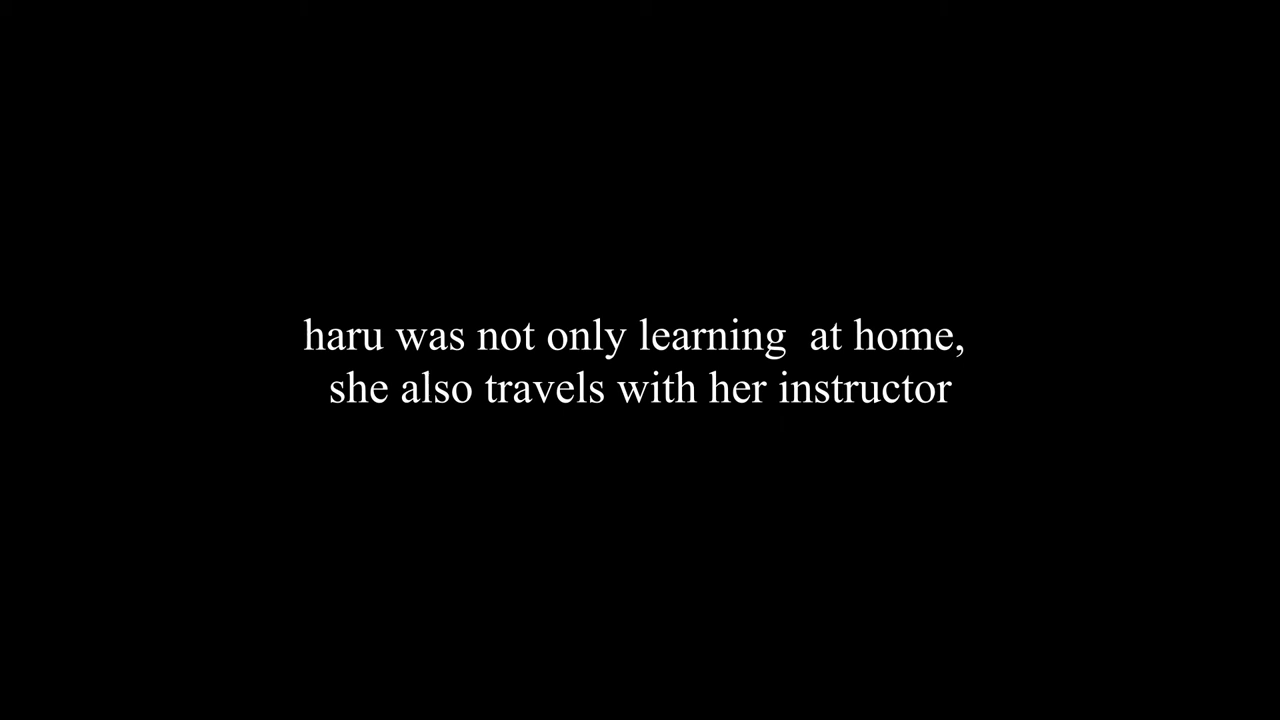 haru was not only learning  at home,
she also travels with her instructor